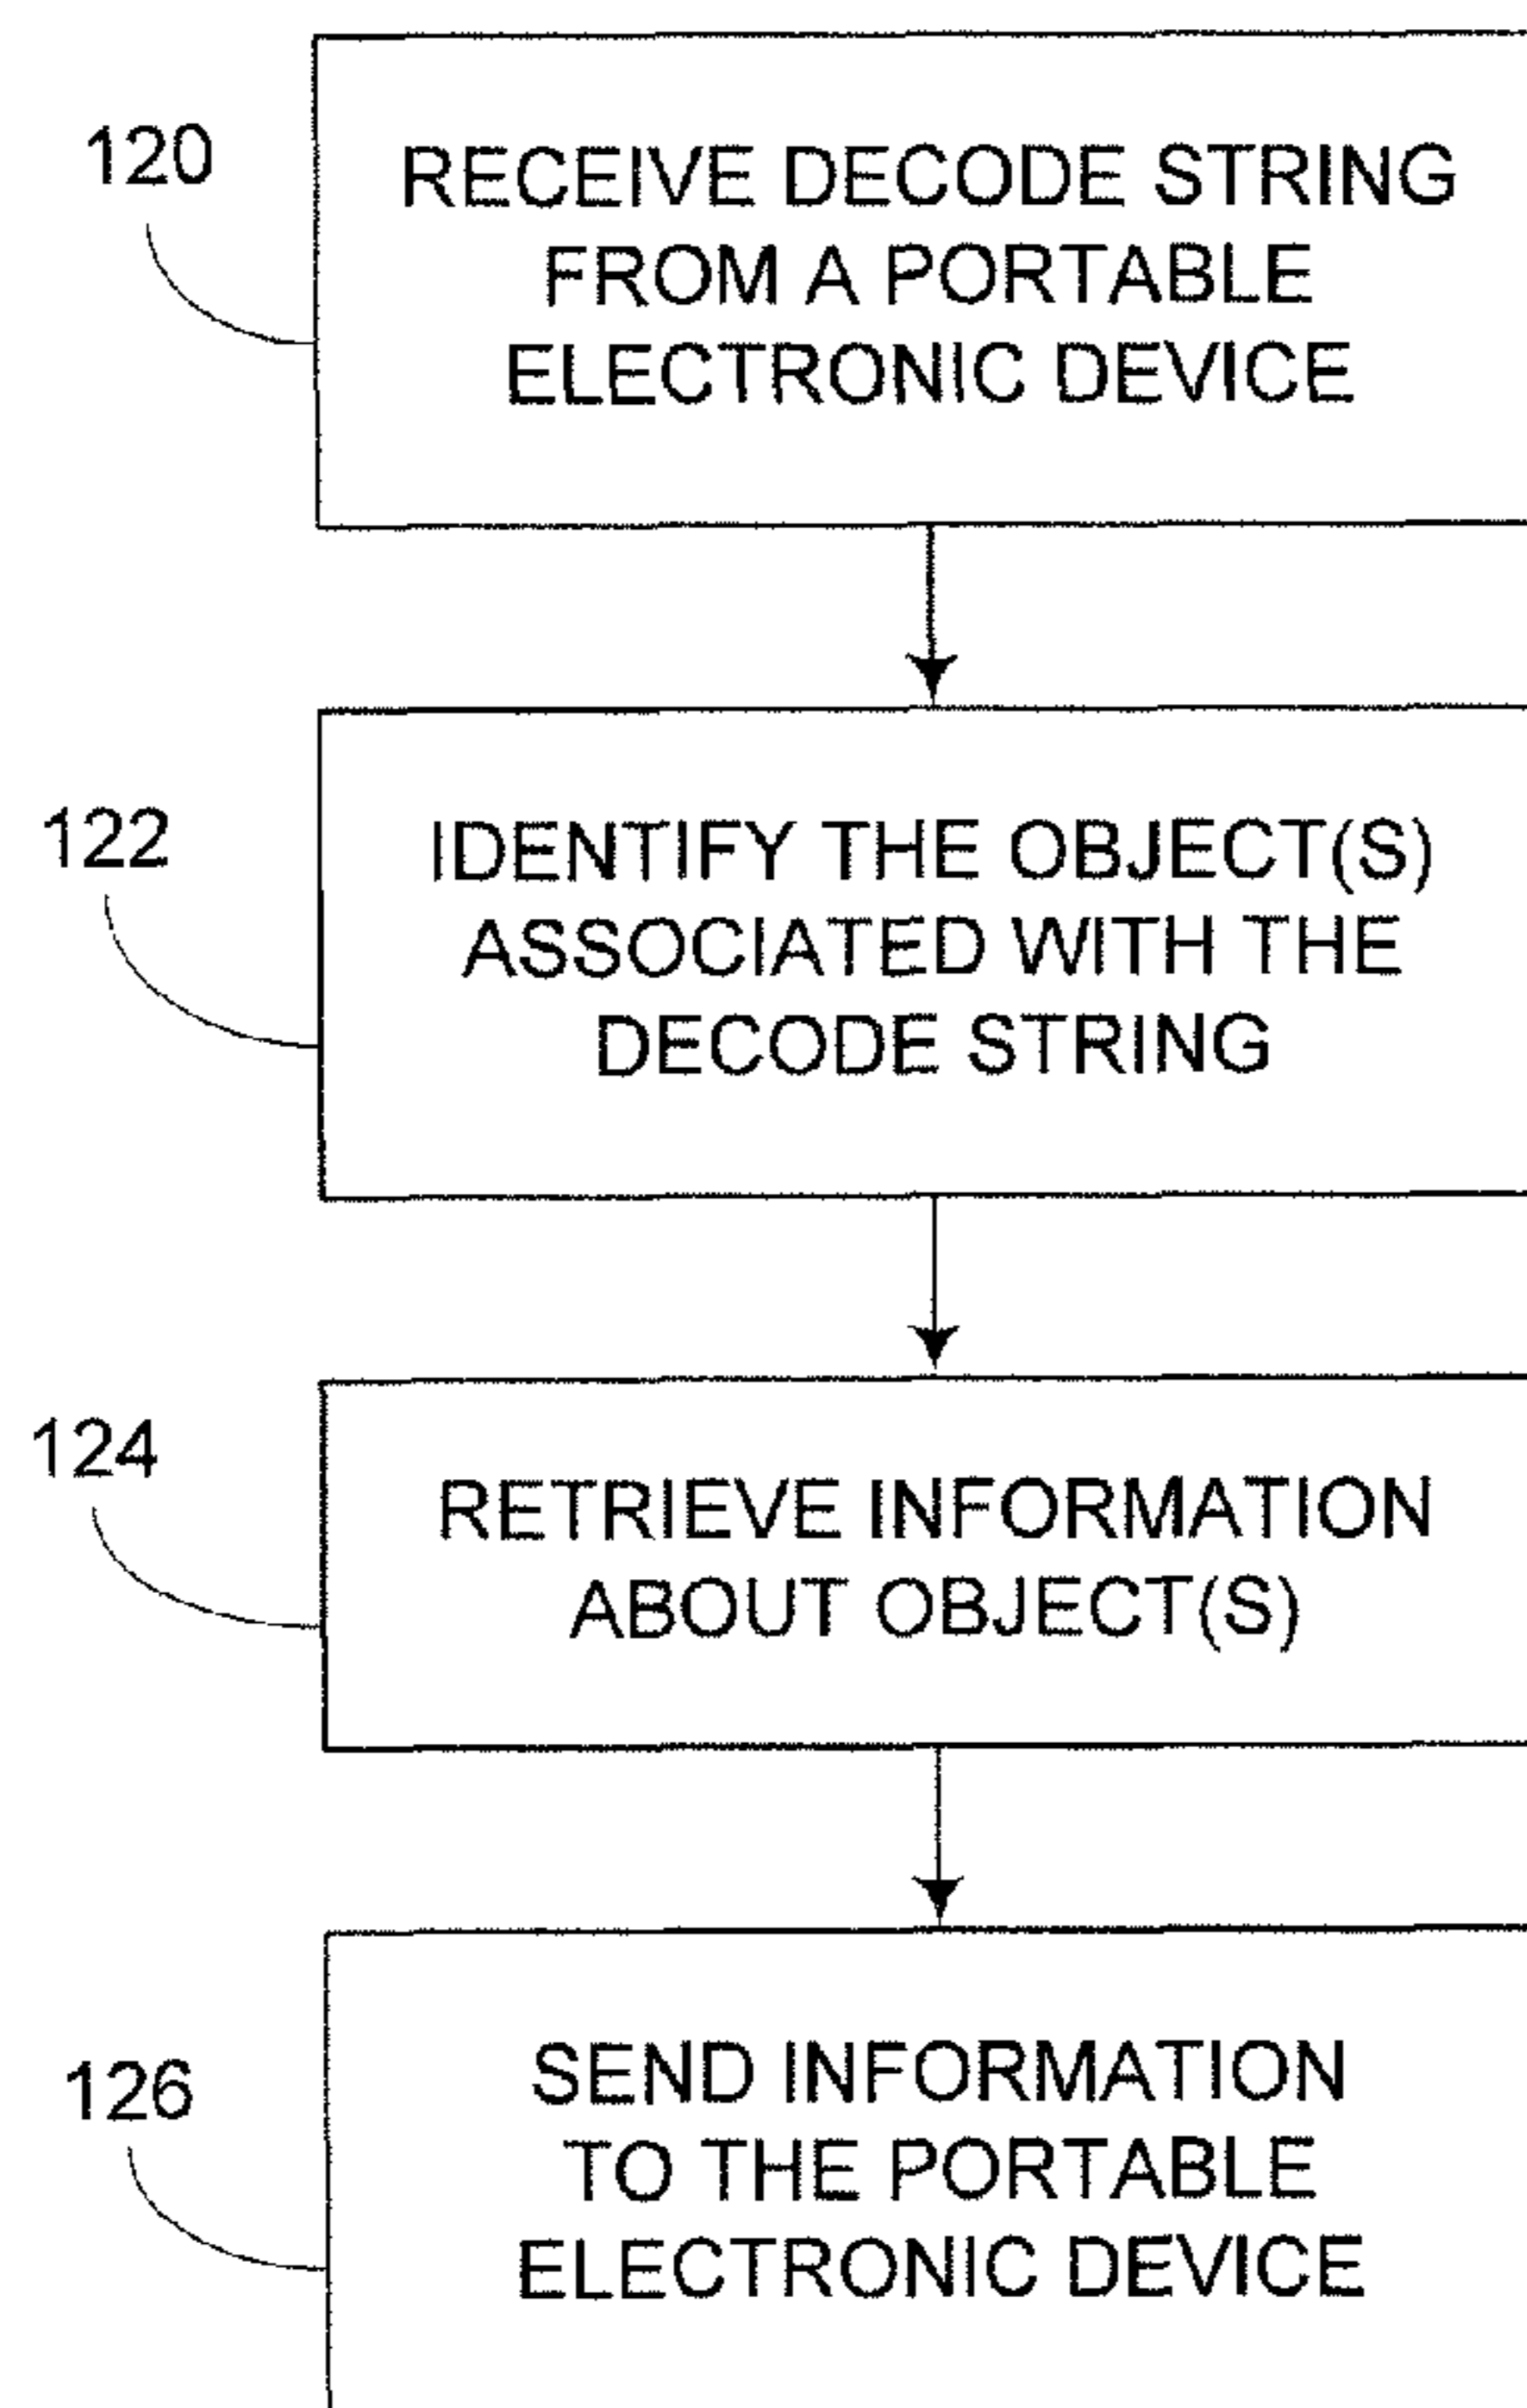 120
RECEIVE DECODE STRING
FROM A PORTABLE
ELECTRONIC DEVICE
122
IDENTIFY THE OBJECT(S)
ASSOCIATED WITH THE
DECODE STRING
124
RETRIEVE INFORMATION
ABOUT OBJECT(S)
126
SEND INFORMATION
TO THE PORTABLE
ELECTRONIC DEVICE